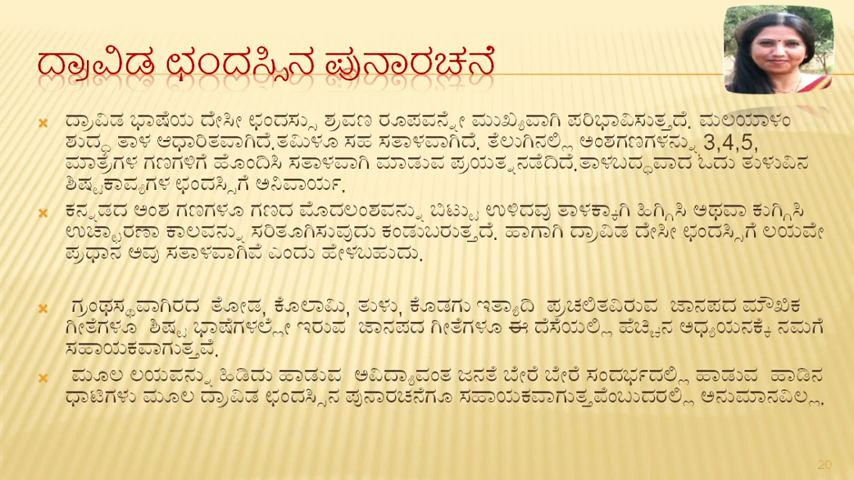 ದ್ರಾವಿಡ ಛಂದಸ್ಸಿನ ಪುನಾರಚನೆ
ದ್ರಾವಿಡ ಭಾಷೆಯ ದೇಸೀ ಛಂದಸ್ಸು ಶ್ರವಣ ರೂಪವನ್ನೇ ಮುಖ್ಯವಾಗಿ ಪರಿಭಾವಿಸುತ್ತದೆ. ಮಲಯಾಳಂ
ಶುದ್ಧ ತಾಳ ಆಧಾರಿತವಾಗಿದೆ.ತಮಿಳೂ ಸಹ ಸತಾಳವಾಗಿದೆ. ತೆಲುಗಿನಲ್ಲಿ ಅಂಶಗಣಗಳನ್ನು 3,4,5,
ಮಾತ್ರೆಗಳ ಗಣಗಳಿಗೆ ಹೊಂದಿಸಿ ಸತಾಳವಾಗಿ ಮಾಡುವ ಪ್ರಯತ್ನನಡೆದಿದೆ.ತಾಳಬದ್ಧವಾದ ಓದು ತುಳುವಿನ
ಶಿಷ್ಟಕಾವ್ಯಗಳ ಛಂದಸ್ಸಿಗೆ ಅನಿವಾರ್ಯ.
ಕನ್ನಡದ ಅಂಶ ಗಣಗಳೂ ಗಣದ ಮೊದಲಂಶವನ್ನು ಬಿಟ್ಟು ಉಳಿದವು ತಾಳಕ್ಕಾಗಿ ಹಿಗ್ಗಿಸಿ ಅಥವಾ ಕುಗ್ಗಿಸಿ
ಉಚ್ಛಾರಣಾ ಕಾಲವನ್ನು ಸರಿತೂಗಿಸುವುದು ಕಂಡುಬರುತ್ತದೆ. ಹಾಗಾಗಿ ದ್ರಾವಿಡ ದೇಸೀ ಛಂದಸ್ಸಿಗೆ ಲಯವೇ
ಪ್ರಧಾನ ಅವು ಸತಾಳವಾಗಿವೆ ಎಂದು ಹೇಳಬಹುದು.
ಗ್ರಂಥಸ್ಥವಾಗಿರದ ತೋಡ, ಕೊಲಾಮಿ, ತುಳು, ಕೊಡಗು ಇತ್ಯಾದಿ ಪ್ರಚಲಿತವಿರುವ ಜಾನಪದ ಮೌಖಿಕ
ಗೀತೆಗಳೂ ಶಿಷ್ಟ ಭಾಷೆಗಳಲ್ಲೇ ಇರುವ ಜಾನಪದ ಗೀತೆಗಳೂ ಈ ದೆಸೆಯಲ್ಲಿ ಹೆಚ್ಚಿನ ಅಧ್ಯಯನಕ್ಕೆ ನಮಗೆ
ಸಹಾಯಕವಾಗುತ್ತವೆ.
ಮೂಲ ಲಯವನ್ನು ಹಿಡಿದು ಹಾಡುವ ಅವಿದ್ಯಾವಂತ ಜನತೆ ಬೇರೆ ಬೇರೆ ಸಂದರ್ಭದಲ್ಲಿ ಹಾಡುವ ಹಾಡಿನ
ಧಾಟಿಗಳು ಮೂಲ ದ್ರಾವಿಡ ಛಂದಸ್ಸಿನ ಪುನಾರಚನೆಗೂ ಸಹಾಯಕವಾಗುತ್ತವೆಂಬುದರಲ್ಲಿ ಅನುಮಾನವಿಲ್ಲ.
20